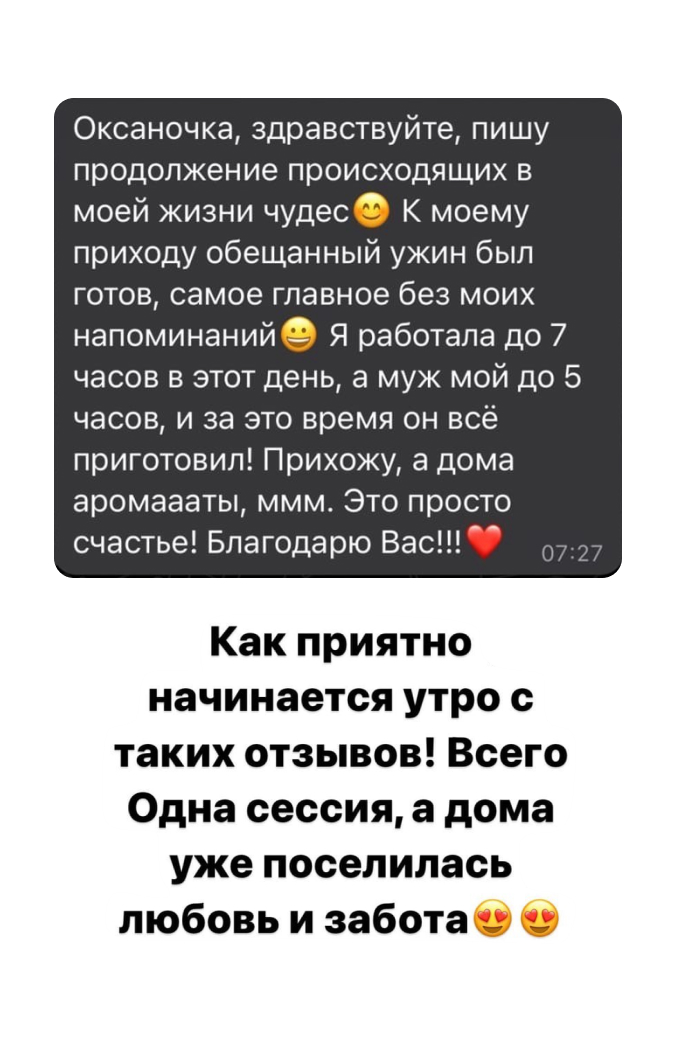 Оксаночка, здравствуйте, пишу
продолжение происходящих в
моей жизни чудес😊 К моему
приходу обещанный ужин был
готов, самое главное без моих
напоминаний😀 Я работала до 7
часов в этот день, а муж мой до 5
часов, и за это время он всё
приготовил! Прихожу, а дома
аромаааты, ммм. Это просто
счастье! Благодарю Вас!!!❤️
07:27
Как приятно
начинается утро с
таких отзывов! Всего
Одна сессия, а дома
уже поселилась
любовь и забота😍😍